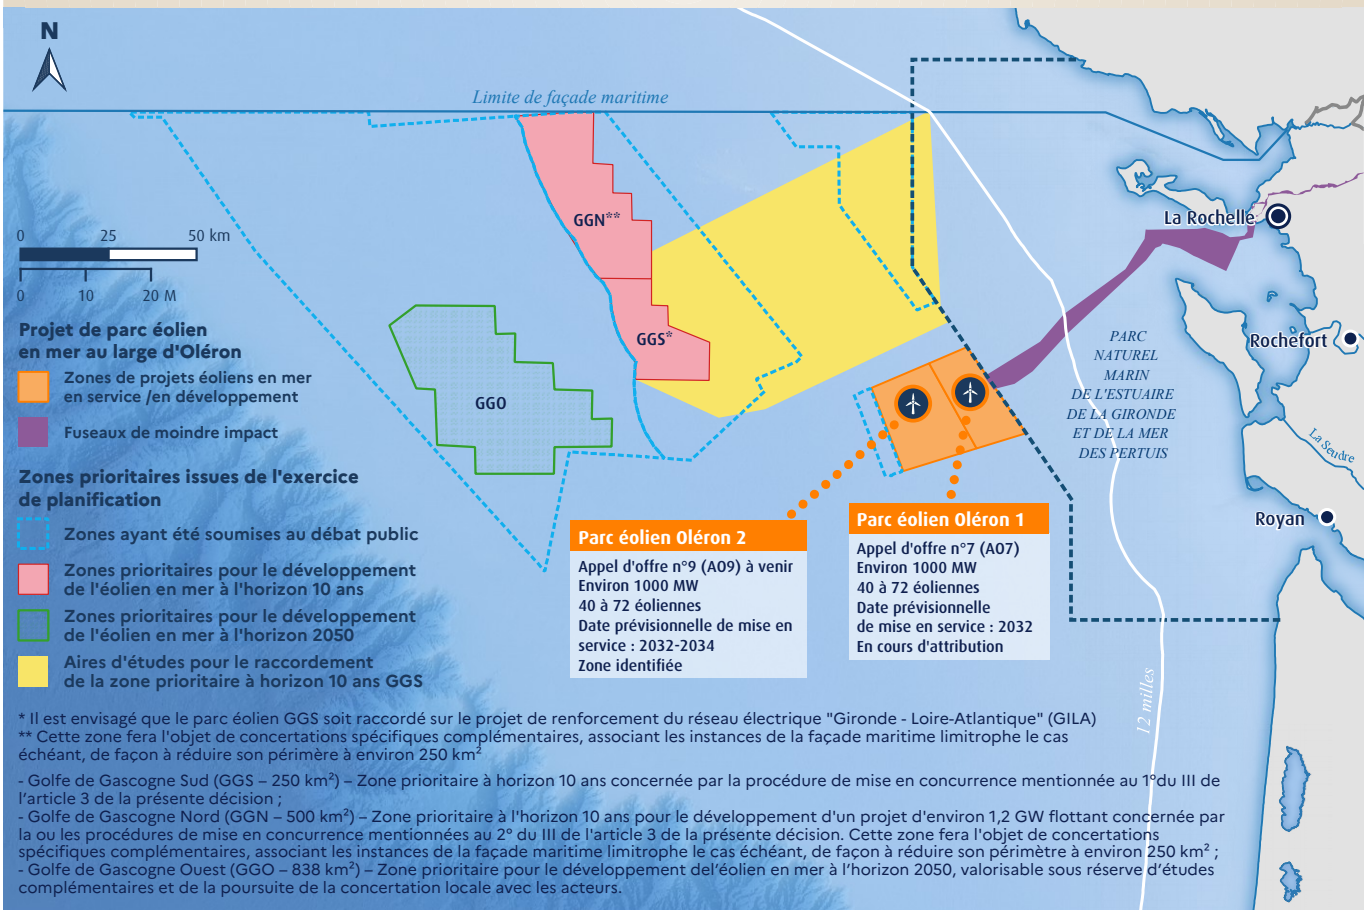 N
Limite de façade maritime
GGN**
La Rochelle
0 25 50 km
0 10 20 M
Projet de parc éolien
en mer au large d'Oléron
Zones de projets éoliens en mer
en service /en développement
Fuseaux de moindre impact
GGS*
GGO
PARC
NATUREL
MARIN
DE L'ESTUAIRE
DE LA GIRONDE
ET DE LA MER
DES PERTUIS
Rochefort
La Seudre
Royan
12 milles
Zones prioritaires issues de l'exercice
de planification
Zones ayant été soumises au débat public
Zones prioritaires pour le développement
de l'éolien en mer à l'horizon 10 ans
Zones prioritaires pour le développement
de l'éolien en mer à l'horizon 2050
Aires d'études pour le raccordement
de la zone prioritaire à horizon 10 ans GGS
Parc éolien Oléron 2
Appel d'offre n°9 (AO9) à venir
Environ 1000 MW
40 à 72 éoliennes
Date prévisionnelle de mise en
service : 2032-2034
Zone identifiée
Parc éolien Oléron 1
Appel d'offre n°7 (AO7)
Environ 1000 MW
40 à 72 éoliennes
Date prévisionnelle
de mise en service : 2032
En cours d'attribution
* Il est envisagé que le parc éolien GGS soit raccordé sur le projet de renforcement du réseau électrique "Gironde - Loire-Atlantique" (GILA)
** Cette zone fera l'objet de concertations spécifiques complémentaires, associant les instances de la façade maritime limitrophe le cas
échéant, de façon à réduire son périmère à environ 250 km²
- Golfe de Gascogne Sud (GGS – 250 km²) – Zone prioritaire à horizon 10 ans concernée par la procédure de mise en concurrence mentionnée au 1°du III de
l'article 3 de la présente décision ;
- Golfe de Gascogne Nord (GGN – 500 km²) – Zone prioritaire à l'horizon 10 ans pour le développement d'un projet d'environ 1,2 GW flottant concernée par
la ou les procédures de mise en concurrence mentionnées au 2° du III de l'article 3 de la présente décision. Cette zone fera l'objet de concertations
spécifiques complémentaires, associant les instances de la façade maritime limitrophe le cas échéant, de façon à réduire son périmètre à environ 250 km² ;
- Golfe de Gascogne Ouest (GGO – 838 km²) – Zone prioritaire pour le développement del'éolien en mer à l'horizon 2050, valorisable sous réserve d'études
complémentaires et de la poursuite de la concertation locale avec les acteurs.